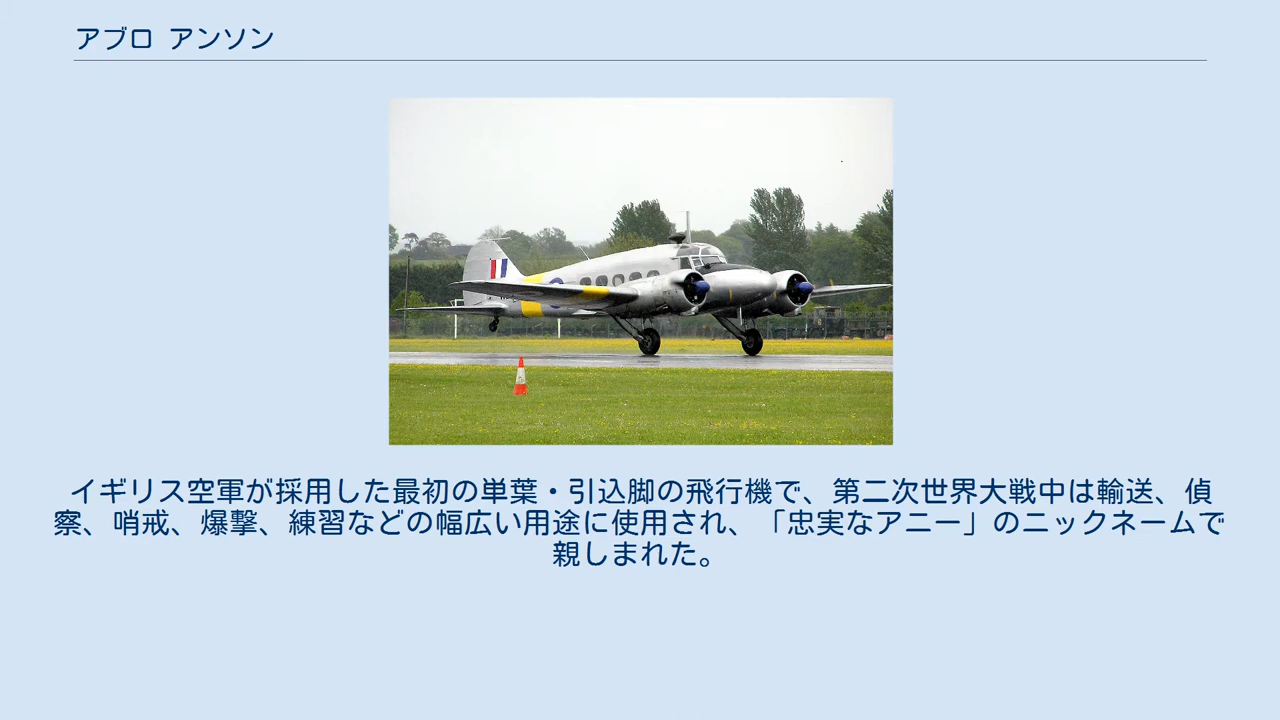 アブロ アンソン
イギリス空軍が採用した最初の単葉・引込脚の飛行機で、第二次世界大戦中は輸送、偵
察、哨戒、爆撃、練習などの幅広い用途に使用され、「忠実なアニー」のニックネームで
親しまれた。